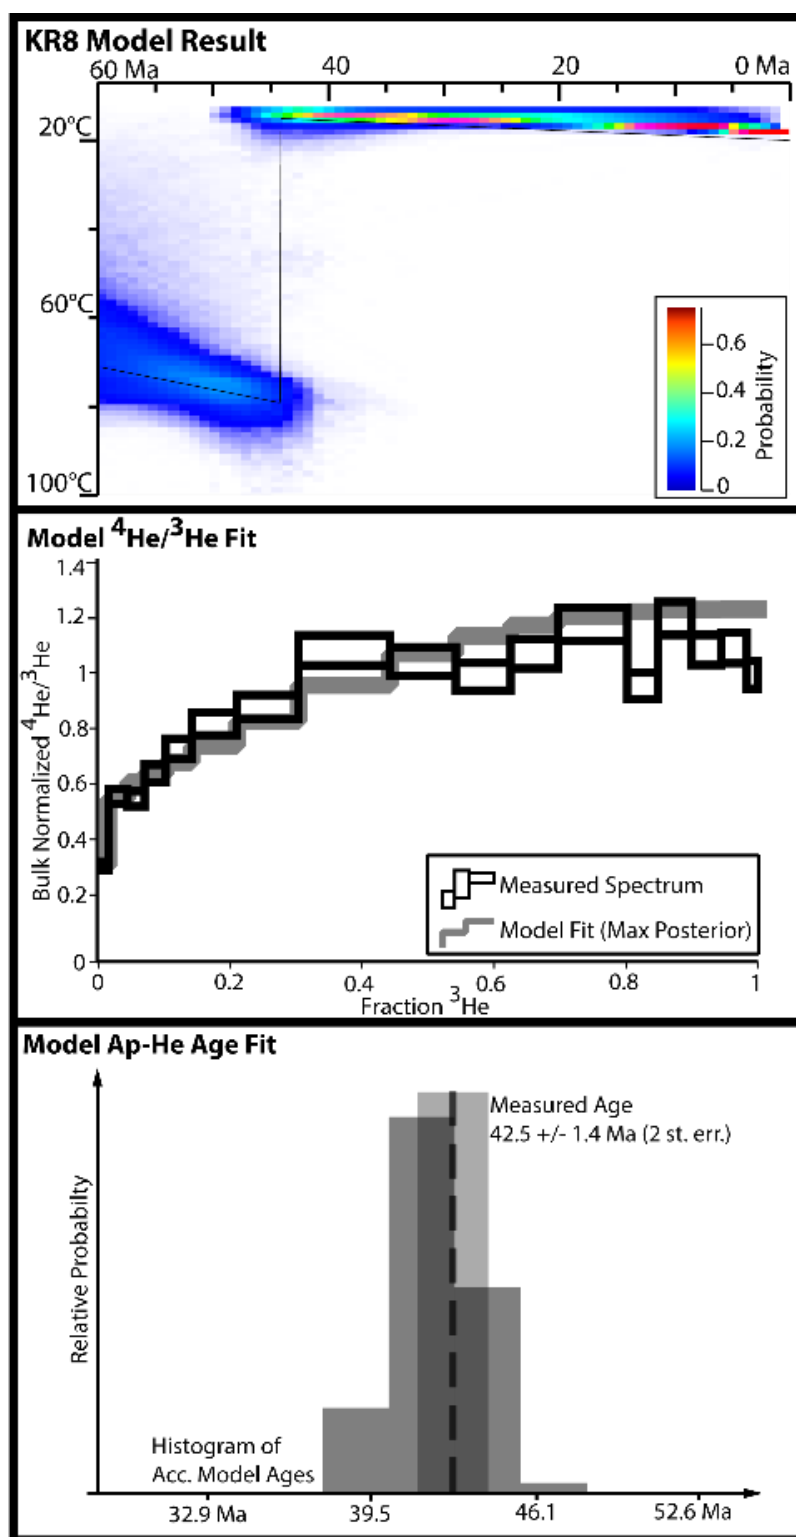 KR8 Model Result
60 Ma 40 20 0 Ma
20°C
60°C
100°C
0.6
0.4
0.2
0
Probability
Model ⁴He/³He Fit
1.4
1.2
1
0.8
0.6
0.4
0.2
0
Bulk Normalized ⁴He/³He
Measured Spectrum
Model Fit (Max Posterior)
0 0.2 0.4 0.6 0.8 1
Fraction ³He
Model Ap-He Age Fit
Measured Age
42.5 +/- 1.4 Ma (2 st. err.)
Relative Probabilty
Histogram of
Acc. Model Ages
32.9 Ma 39.5 46.1 52.6 Ma